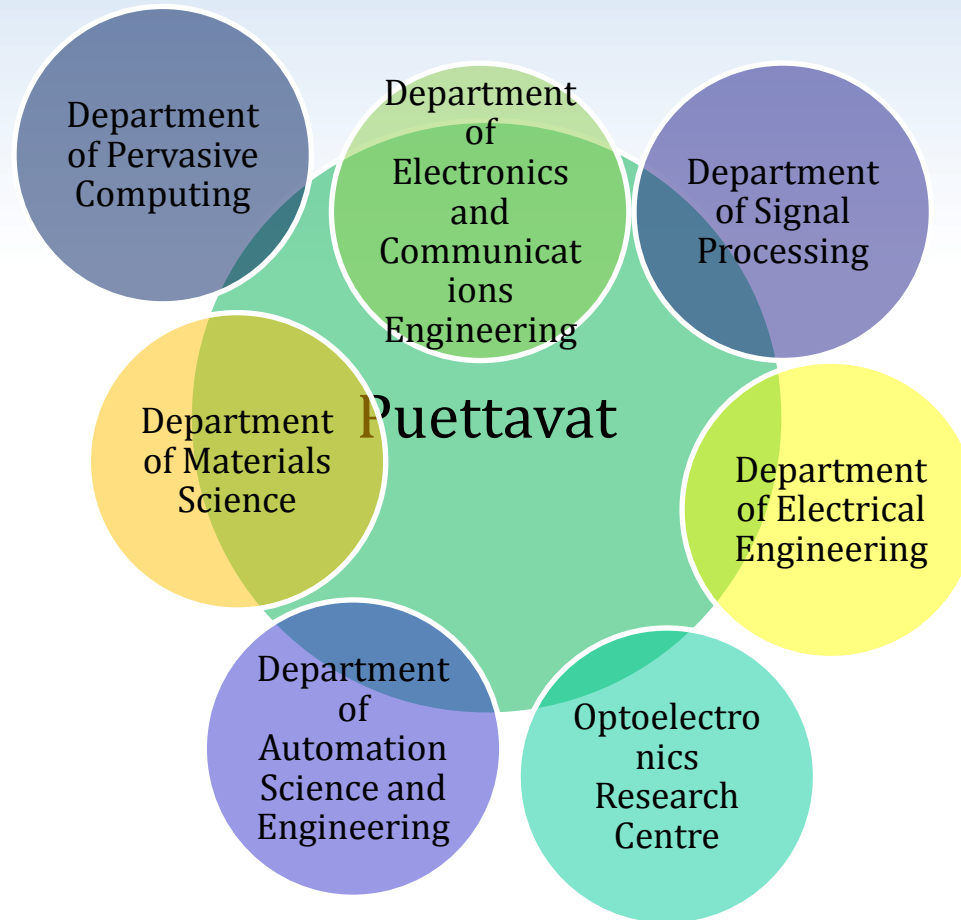 Department
of Pervasive
Computing
Department
of
Electronics
and
Communicat
ions
Engineering
Department
of Signal
Processing
Puettavat
Department
of Materials
Science
Department
of Electrical
Engineering
Department
of
Automation
Science and
Engineering
Optoelectro
nics
Research
Centre